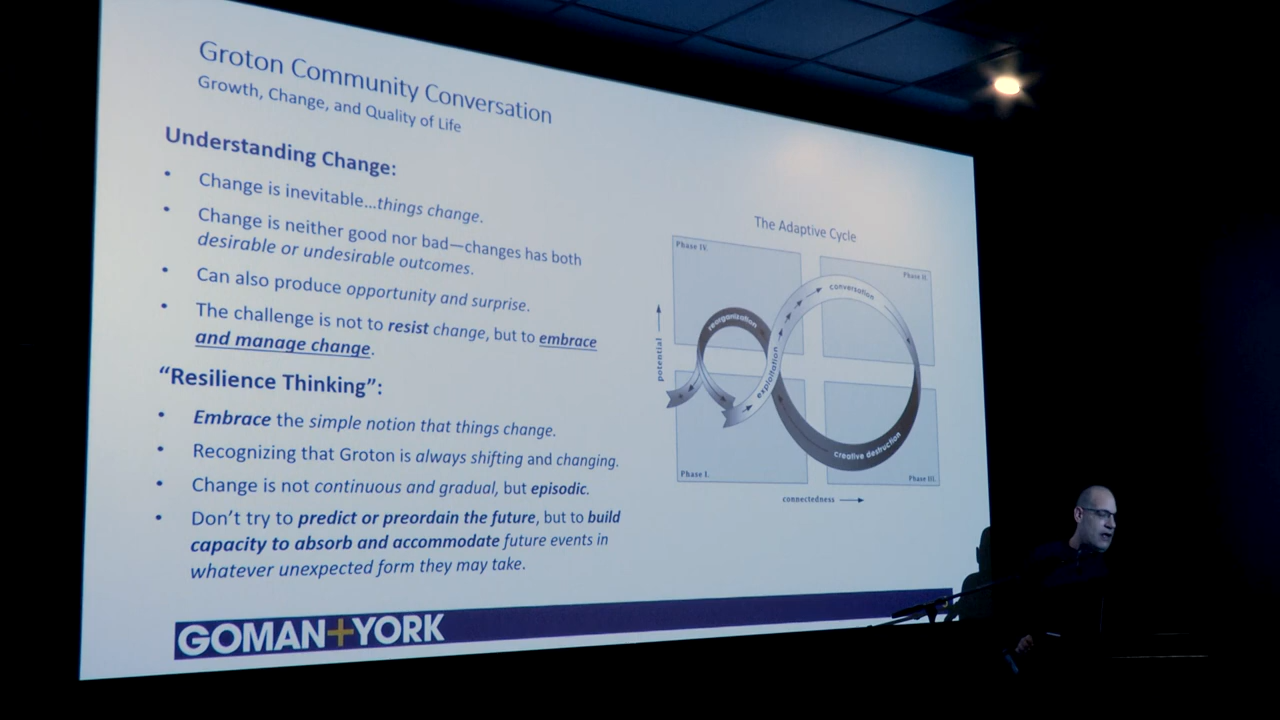 Groton Community Conversation
Growth, Change, and Quality of Life
Understanding Change:
• Change is inevitable...things change.
• Change is neither good nor bad—changes has both
desirable or undesirable outcomes.
• Can also produce opportunity and surprise.
• The challenge is not to resist change, but to embrace
and manage change.
“Resilience Thinking”:
• Embrace the simple notion that things change.
• Recognizing that Groton is always shifting and changing.
• Change is not continuous and gradual, but episodic.
• Don’t try to predict or preordain the future, but to build
capacity to absorb and accommodate future events in
whatever unexpected form they may take.
The Adaptive Cycle
Phase IV.
Phase II.
reorganization
conversation
potential
exploitation
creative destruction
Phase I.
Phase III.
connectedness
GOMAN+YORK